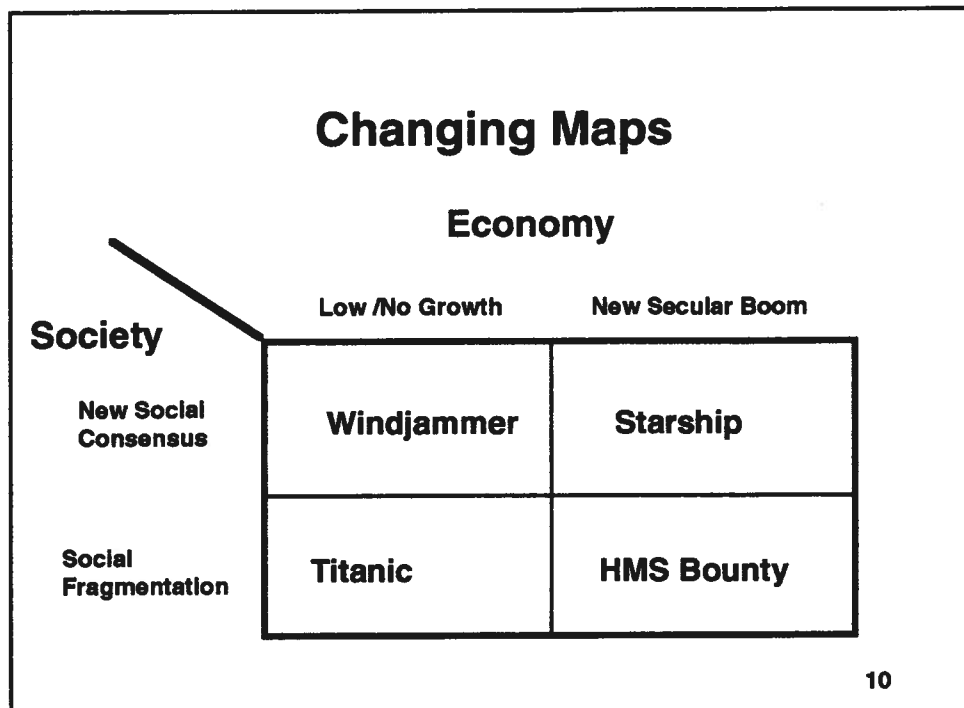 Changing Maps
Economy
Low /No Growth New Secular Boom
Society
New Social
Consensus
Windjammer Starship
Social
Fragmentation
Titanic HMS Bounty
10